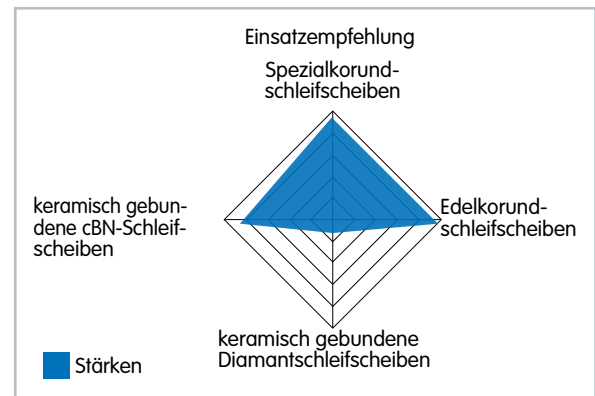 Einsatzempfehlung
Spezialkorund-
schleifscheiben
keramisch gebun-
dene cBN-Schleif-
scheiben
Edelkorund-
schleifscheiben
keramisch gebundene
Diamantschleifscheiben
Stärken